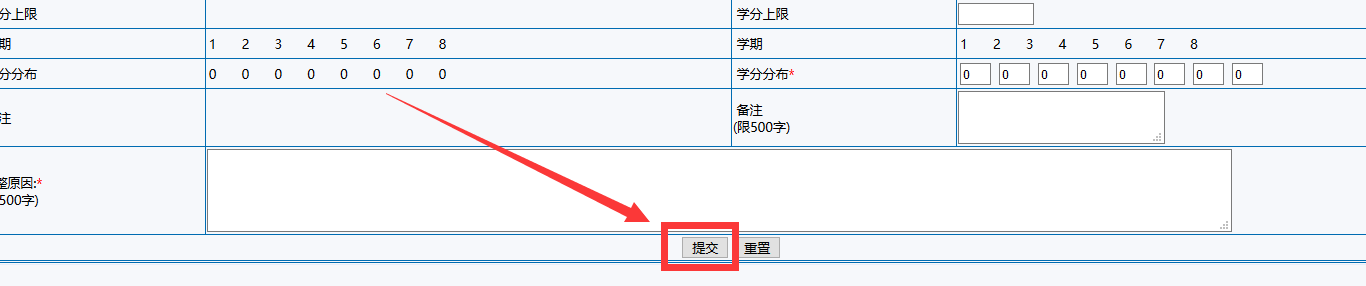 分上限 学分上限
期 1 2 3 4 5 6 7 8 学期 1 2 3 4 5 6 7 8
分分布 0 0 0 0 0 0 0 0 学分分布* 0 0 0 0 0 0 0 0
注 备注
(限500字)
整原因:*
500字)
提交 重置